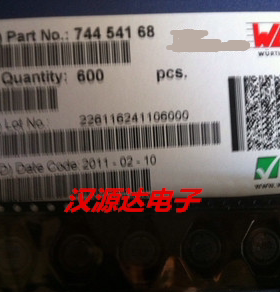 ) Part No.: 744 541 68
Quantity: 600 pcs.
Lot No.: 226116241106000
D) Date Code: 2011 - 02 - 10
汉源达电子